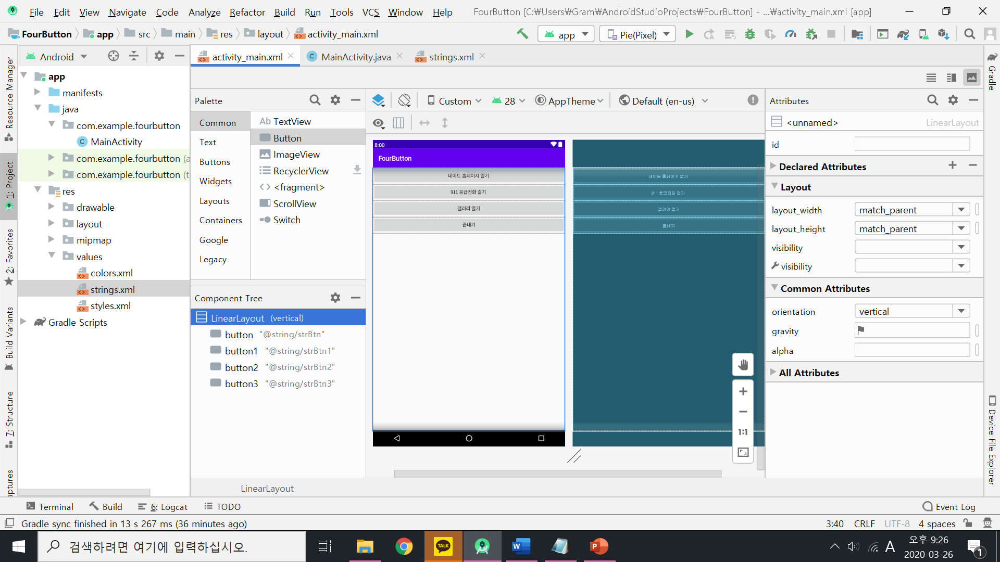 File Edit View Navigate Code Analyze Refactor Build Run Tools VCS Window Help FourButton [C:₩Users₩Gram₩AndroidStudioProjects₩FourButton] - ...₩activity_main.xml [app]
FourButton app src main res layout activity_main.xml app Pie(Pixel)
Android activity_main.xml MainActivity.java strings.xml
Resource Manager
1: Project
2: Favorites
Build Variants
7: Structure
aptures
app
manifests
java
com.example.fourbutton
MainActivity
com.example.fourbutton (a
com.example.fourbutton (t
res
drawable
layout
mipmap
values
colors.xml
strings.xml
styles.xml
Gradle Scripts
Palette
Common
Text
Buttons
Widgets
Layouts
Containers
Google
Legacy
Ab TextView
Button
ImageView
RecyclerView
<fragment>
ScrollView
Switch
Component Tree
LinearLayout (vertical)
button "@string/strBtn"
button1 "@string/strBtn1"
button2 "@string/strBtn2"
button3 "@string/strBtn3"
Custom 28 AppTheme Default (en-us)
8:00
FourButton
네이트 홈페이지 열기
911 응급전화 걸기
갤러리 열기
끝내기
네이트 홈페이지 열기
911 응급전화 걸기
갤러리 열기
끝내기
1:1
LinearLayout
Attributes
<unnamed> LinearLayout
id
Declared Attributes
Layout
layout_width match_parent
layout_height match_parent
visibility
visibility
Common Attributes
orientation vertical
gravity
alpha
All Attributes
Gradle
Device File Explorer
Terminal Build 6: Logcat TODO Event Log
Gradle sync finished in 13 s 267 ms (36 minutes ago) 3:40 CRLF UTF-8 4 spaces
검색하려면 여기에 입력하십시오.
TALK
W
P
A
오후 9:26
2020-03-26
1